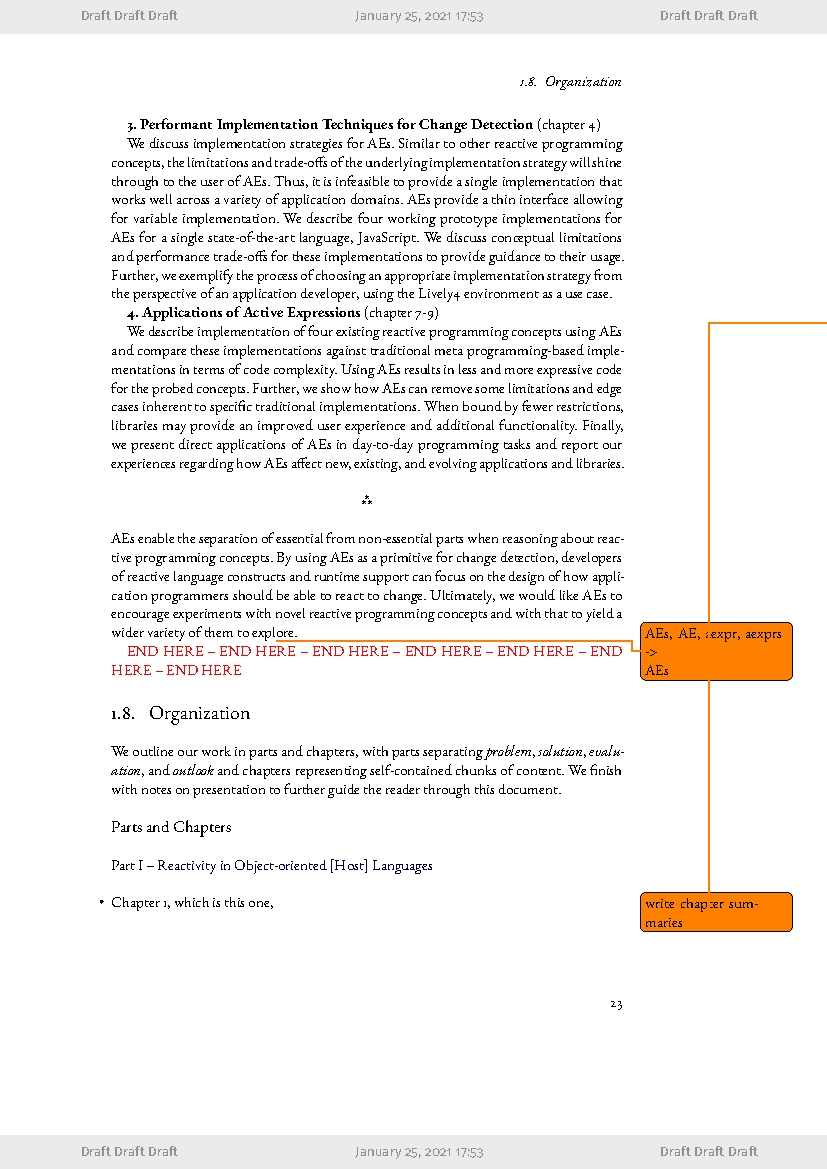 Draft Draft Draft January 25, 2021 17:53 Draft Draft Draft
1.8. Organization
3. Performant Implementation Techniques for Change Detection (chapter 4)
We discuss implementation strategies for AEs. Similar to other reactive programming
concepts, the limitations and trade-offs of the underlying implementation strategy will shine
through to the user of AEs. Thus, it is infeasible to provide a single implementation that
works well across a variety of application domains. AEs provide a thin interface allowing
for variable implementation. We describe four working prototype implementations for
AEs for a single state-of-the-art language, JavaScript. We discuss conceptual limitations
and performance trade-offs for these implementations to provide guidance to their usage.
Further, we exemplify the process of choosing an appropriate implementation strategy from
the perspective of an application developer, using the Lively4 environment as a use case.
4. Applications of Active Expressions (chapter 7-9)
We describe implementation of four existing reactive programming concepts using AEs
and compare these implementations against traditional meta programming-based imple-
mentations in terms of code complexity. Using AEs results in less and more expressive code
for the probed concepts. Further, we show how AEs can remove some limitations and edge
cases inherent to specific traditional implementations. When bound by fewer restrictions,
libraries may provide an improved user experience and additional functionality. Finally,
we present direct applications of AEs in day-to-day programming tasks and report our
experiences regarding how AEs affect new, existing, and evolving applications and libraries.
⁂
AEs enable the separation of essential from non-essential parts when reasoning about reac-
tive programming concepts. By using AEs as a primitive for change detection, developers
of reactive language constructs and runtime support can focus on the design of how appli-
cation programmers should be able to react to change. Ultimately, we would like AEs to
encourage experiments with novel reactive programming concepts and with that to yield a
wider variety of them to explore.
END HERE – END HERE – END HERE – END HERE – END HERE – END
HERE – END HERE
AEs, AE, aexpr, aexprs
->
AEs
1.8. Organization
We outline our work in parts and chapters, with parts separating problem, solution, evalu-
ation, and outlook and chapters representing self-contained chunks of content. We finish
with notes on presentation to further guide the reader through this document.
Parts and Chapters
Part I – Reactivity in Object-oriented [Host] Languages
• Chapter 1, which is this one,
write chapter sum-
maries
23
Draft Draft Draft January 25, 2021 17:53 Draft Draft Draft